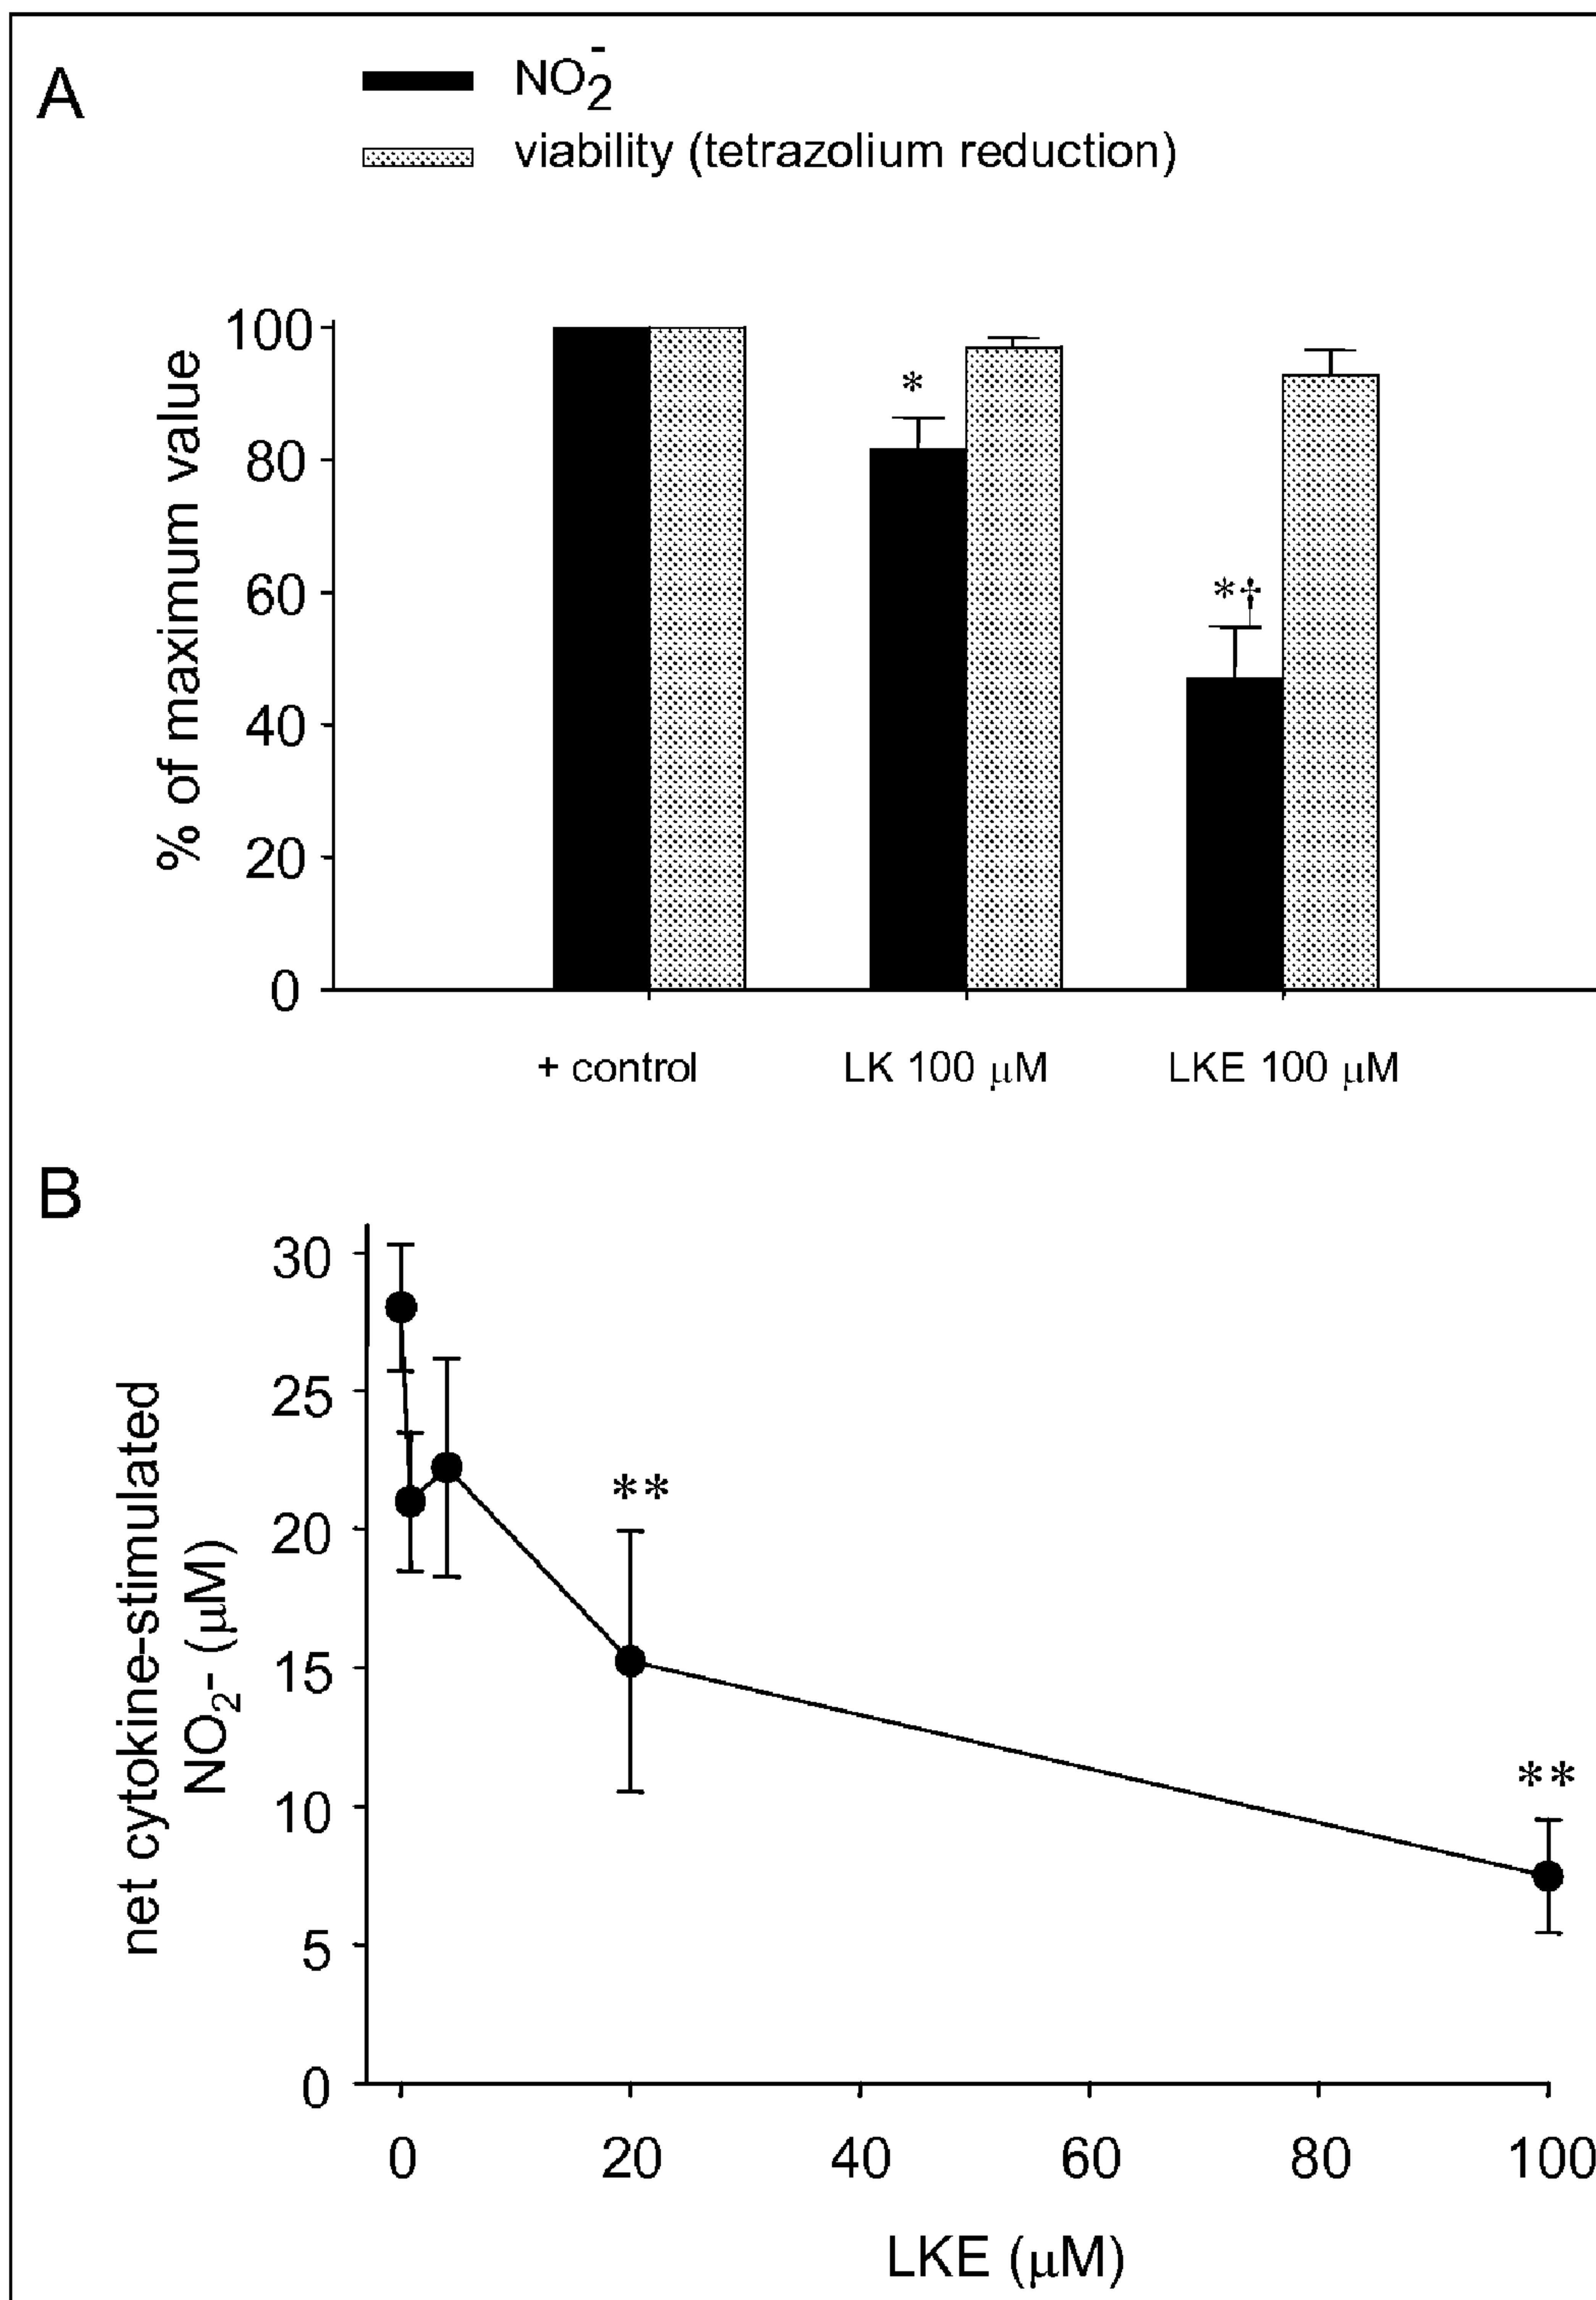 A
NO₂⁻
viability (tetrazolium reduction)
% of maximum value
100
80
60
40
20
0
*
*†
+ control
LK 100 μM
LKE 100 μM
B
net cytokine-stimulated
NO₂- (μM)
30
25
20
15
10
5
0
**
**
0
20
40
60
80
100
LKE (μM)